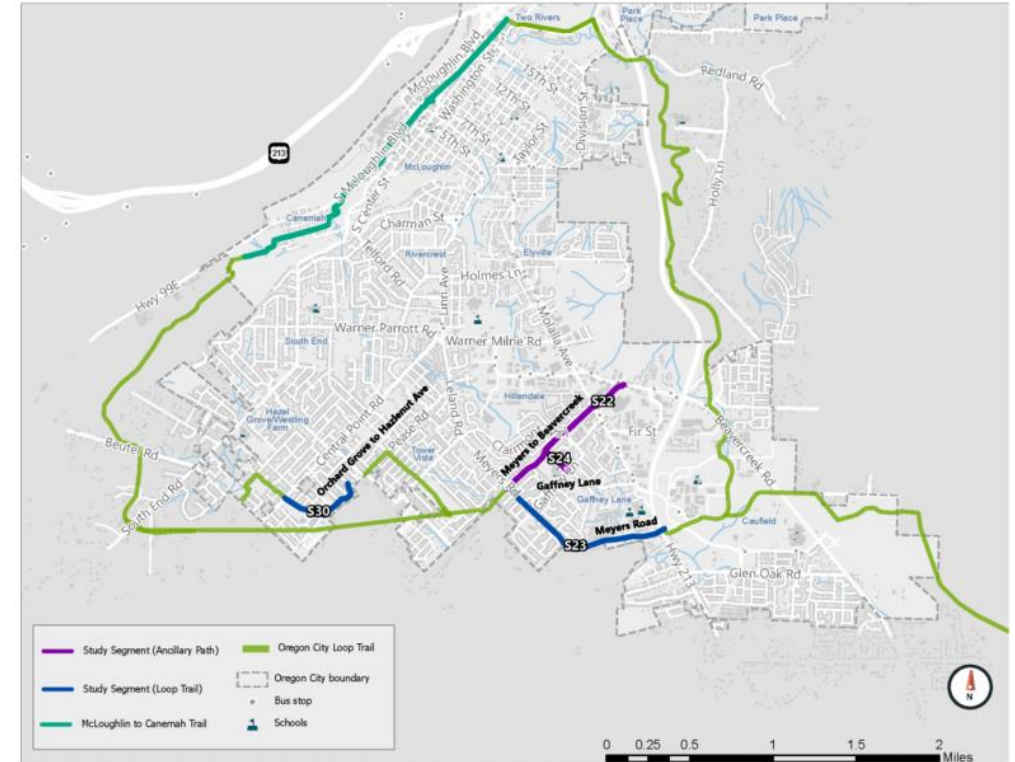 Two Rivers
Park Place
Park Place
Mcloughlin Blvd
Washington St
15Th St
12Th St
Redland Rd
7Th St
5Th St
Taylor St
Division St
213
S Mcloughlin Blvd
McLoughlin
Holly Ln
S Center St
Canemah
Charman St
Telford Rd
Rivercrest
Elyville
Hwy 99E
Linn Ave
Holmes Ln
Molalla Ave
Warner Parrott Rd
South End
Warner Milne Rd
Orchard Grove to Hazlenut Ave
Leland Rd
Hillendale
Meyers to Beavercreek
S22
Hazel
Grove/Westling
Farm
Central Point Rd
Pease Rd
Beavercreek Rd
Fir St
Beutel Rd
Tower
Vista
Meyers Rd
S24
Gaffney Lane
South End Rd
S30
Gaffney Lane
Meyers Road
Caufield
S23
Hwy 213
Glen Oak Rd
Study Segment (Ancillary Path)
Oregon City Loop Trail
Study Segment (Loop Trail)
Oregon City boundary
Bus stop
McLoughlin to Canemah Trail
Schools
N
0 0.25 0.5 1 1.5 2
Miles